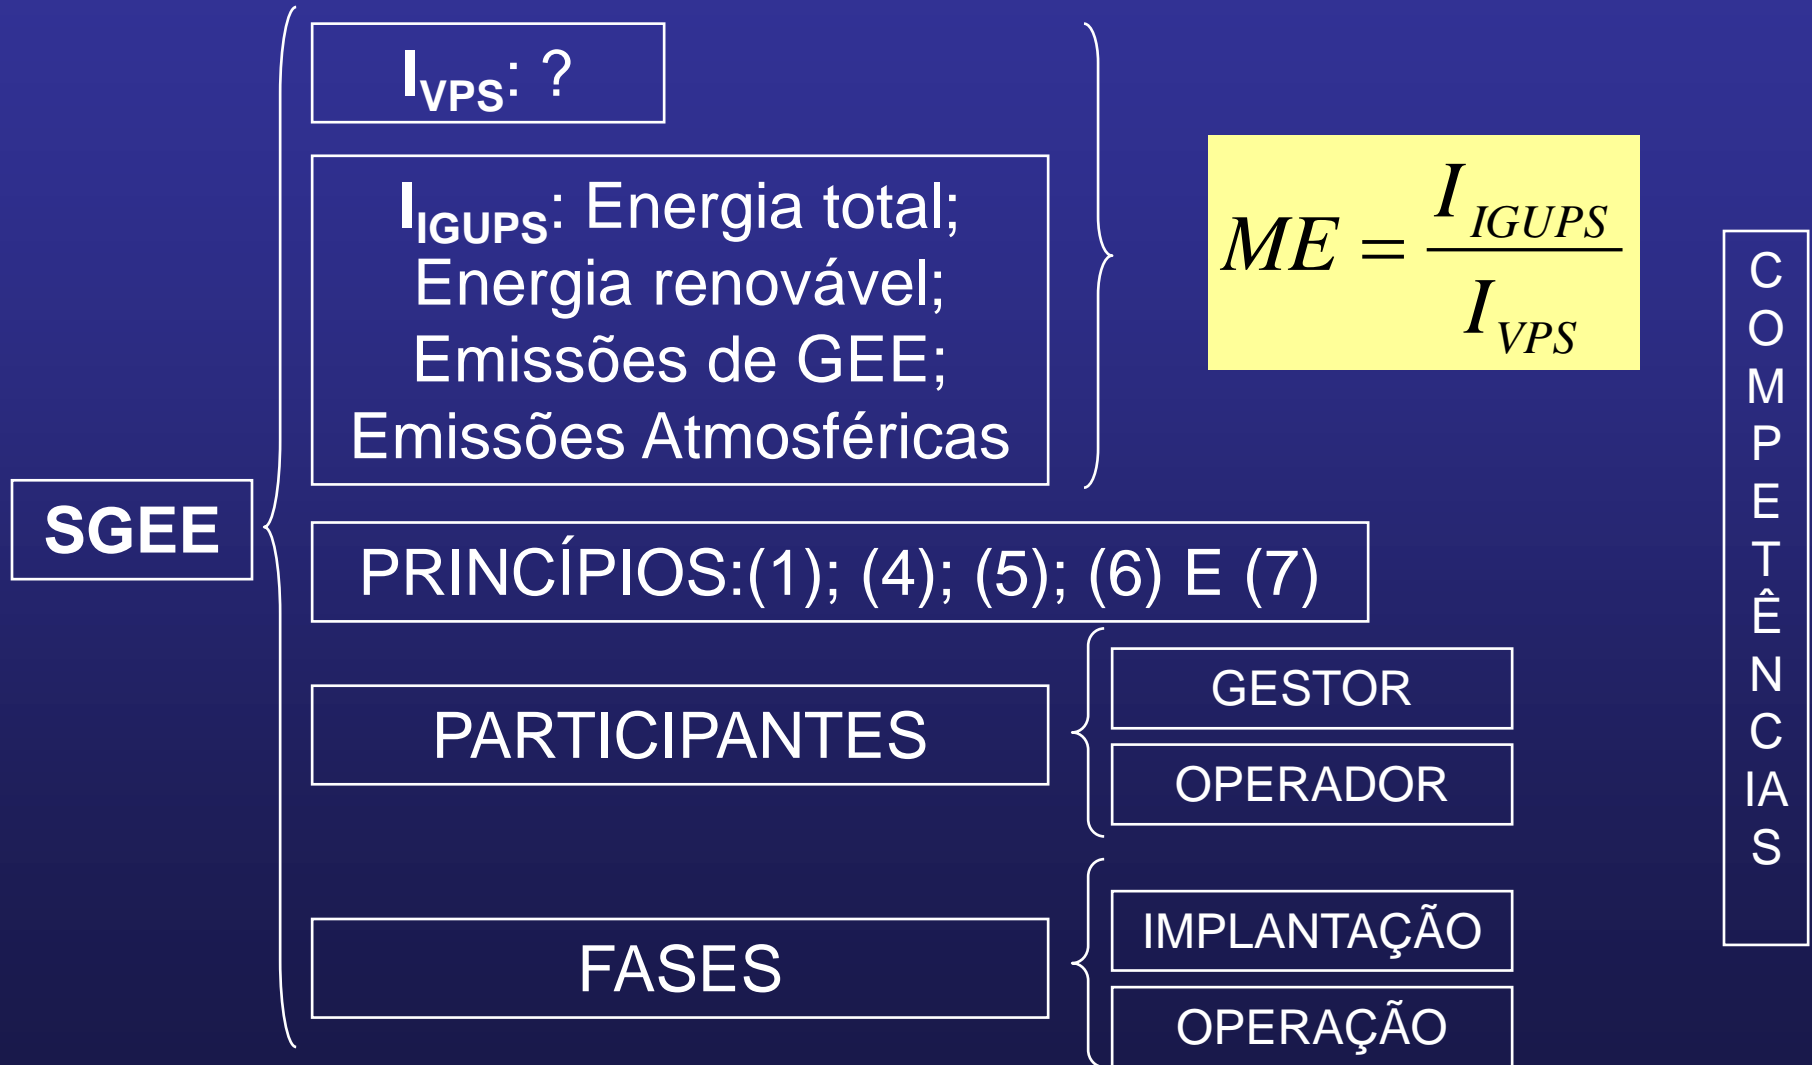 I_VPS: ?
I_IGUPS: Energia total;
Energia renovável;
Emissões de GEE;
Emissões Atmosféricas
ME = I_IGUPS / I_VPS
SGEE
PRINCÍPIOS:(1); (4); (5); (6) E (7)
PARTICIPANTES
GESTOR
OPERADOR
FASES
IMPLANTAÇÃO
OPERAÇÃO
C
O
M
P
E
T
Ê
N
C
IA
S